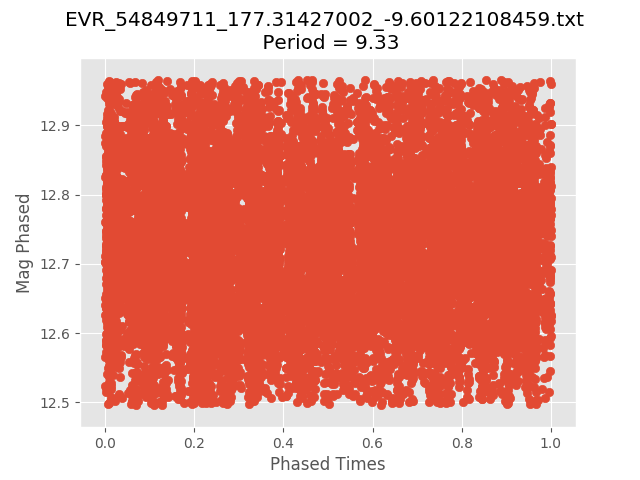 EVR_54849711_177.31427002_-9.60122108459.txt
Period = 9.33
Mag Phased
12.9
12.8
12.7
12.6
12.5
0.0 0.2 0.4 0.6 0.8 1.0
Phased Times